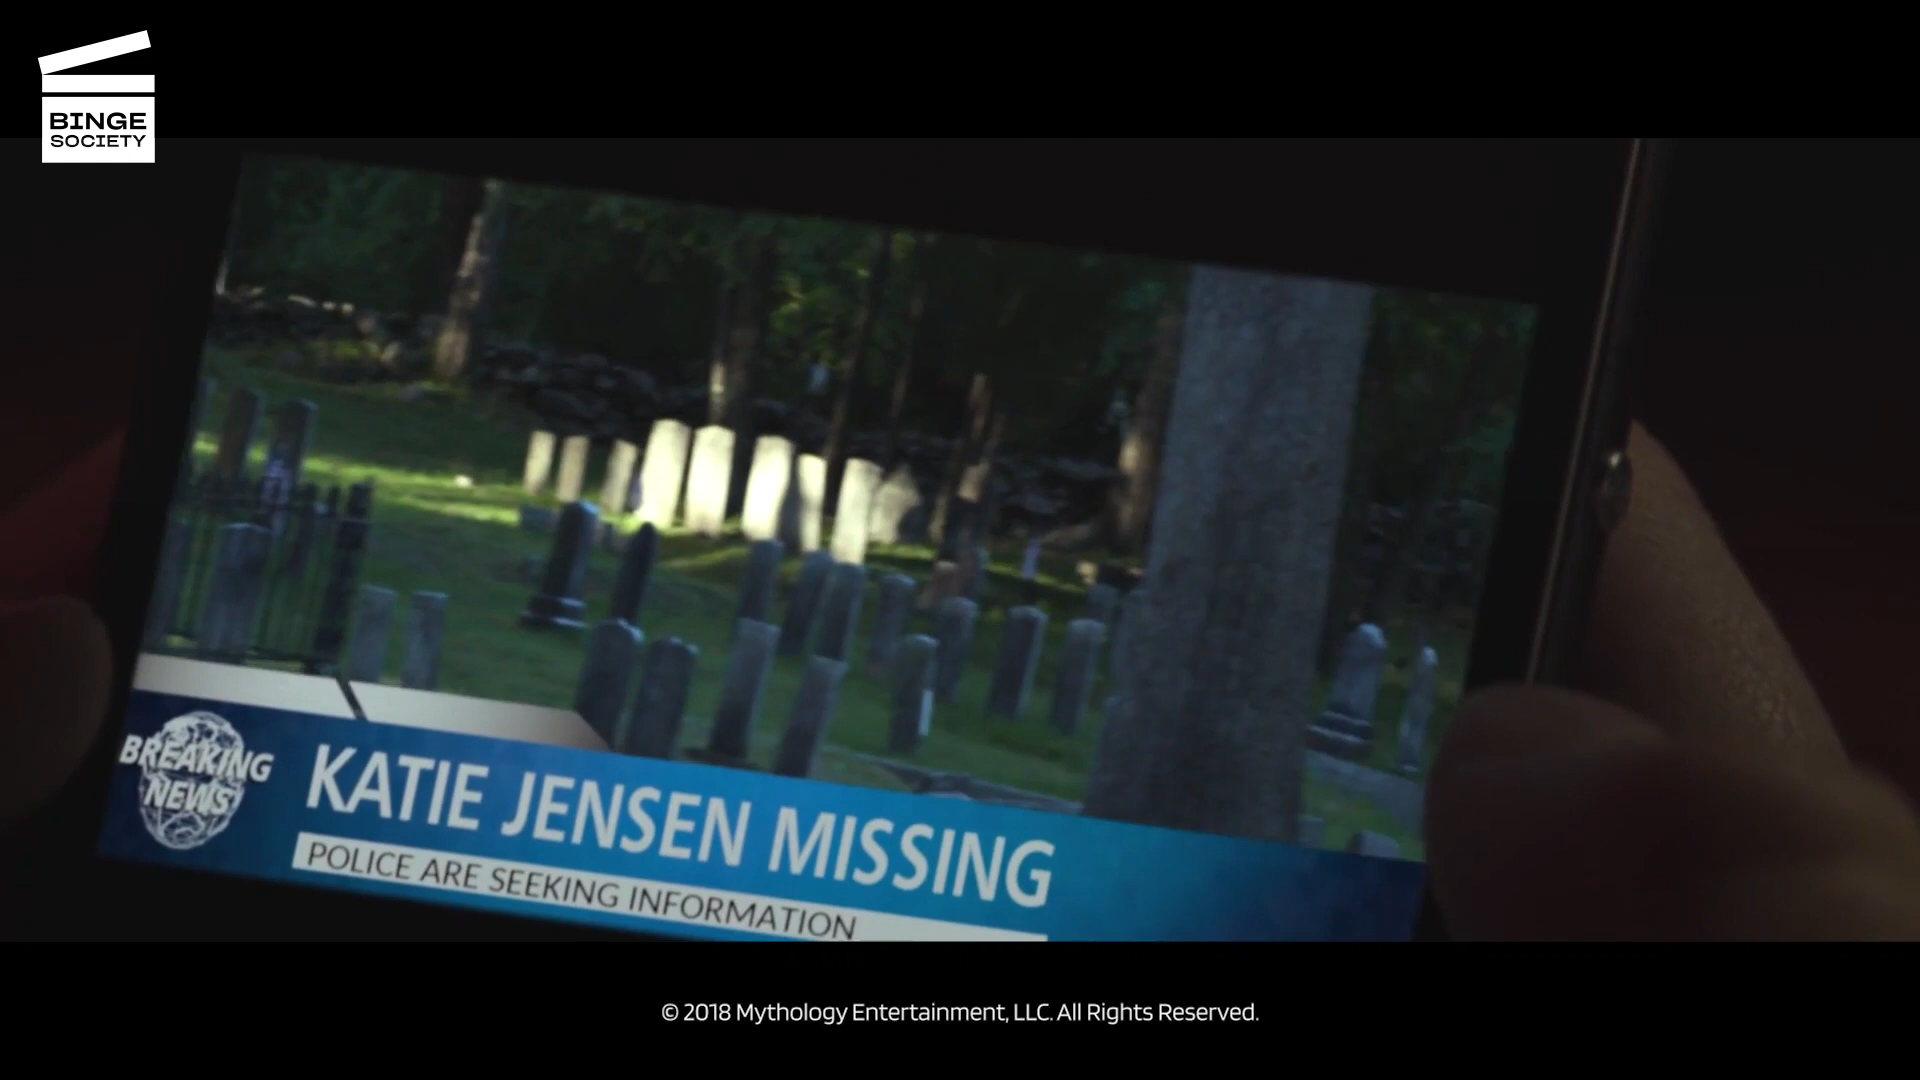 BINGE
SOCIETY
BREAKING
NEWS
KATIE JENSEN MISSING
POLICE ARE SEEKING INFORMATION
© 2018 Mythology Entertainment, LLC. All Rights Reserved.